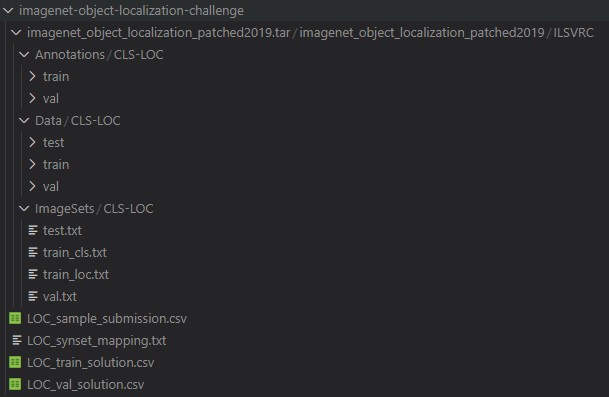 imagenet-object-localization-challenge
imagenet_object_localization_patched2019.tar / imagenet_object_localization_patched2019 / ILSVRC
Annotations / CLS-LOC
train
val
Data / CLS-LOC
test
train
val
ImageSets / CLS-LOC
test.txt
train_cls.txt
train_loc.txt
val.txt
LOC_sample_submission.csv
LOC_synset_mapping.txt
LOC_train_solution.csv
LOC_val_solution.csv